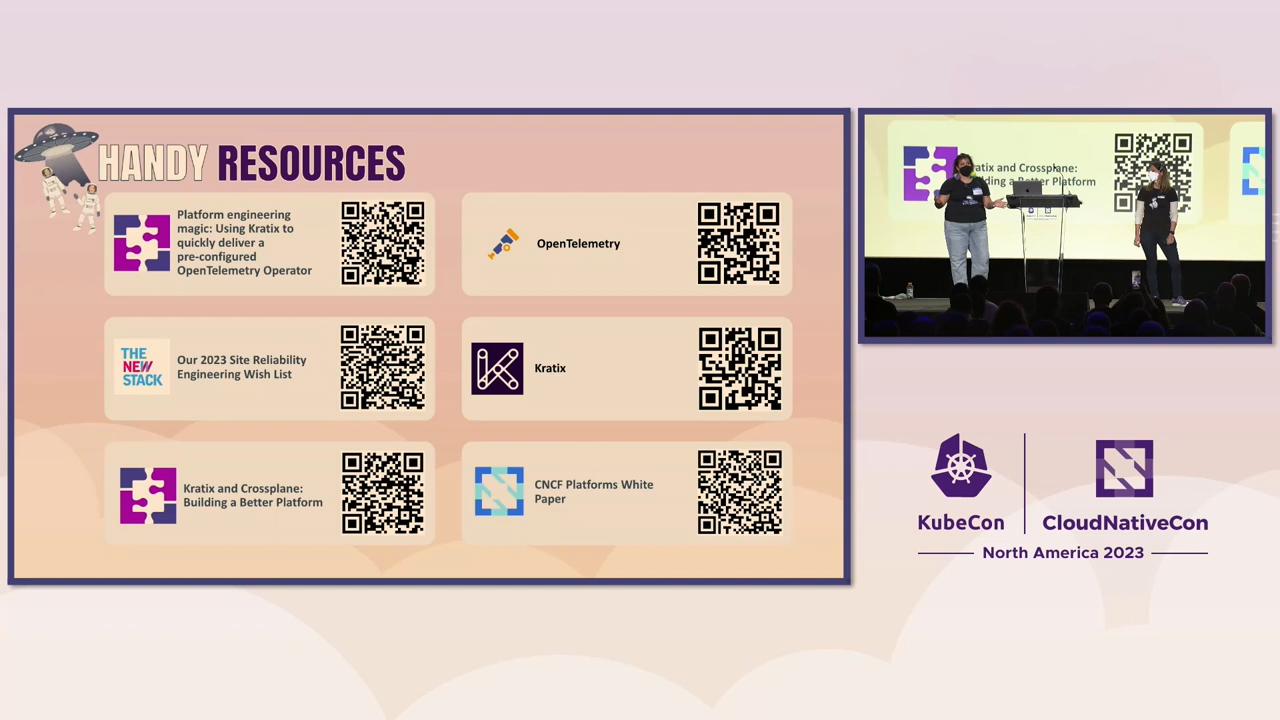 HANDY RESOURCES
Platform engineering
magic: Using Kratix to
quickly deliver a
pre-configured
OpenTelemetry Operator
OpenTelemetry
THE
NEW
STACK
Our 2023 Site Reliability
Engineering Wish List
Kratix
Kratix and Crossplane:
Building a Better Platform
CNCF Platforms White
Paper
ratix and Crossplane:
lding a Better Platform
KubeCon
CloudNativeCon
North America 2023